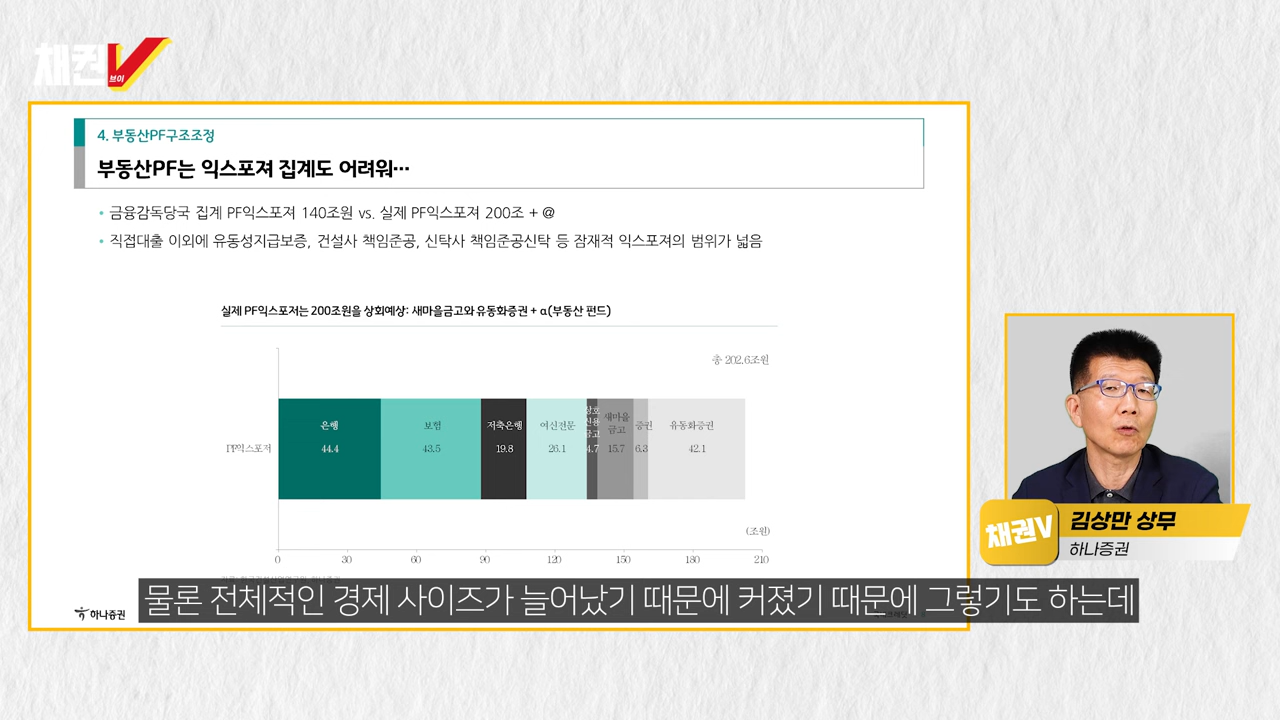 채권V
브이
4. 부동산PF구조조정
부동산PF는 익스포져 집계도 어려워…
• 금융감독당국 집계 PF익스포져 140조원 vs. 실제 PF익스포져 200조 + @
• 직접대출 이외에 유동성지급보증, 건설사 책임준공, 신탁사 책임준공신탁 등 잠재적 익스포져의 범위가 넓음
실제 PF익스포저는 200조원을 상회예상: 새마을금고와 유동화증권 + α(부동산 펀드)
총 202.6조원
PF익스포저
은행
44.4
보험
43.5
저축은행
19.8
여신전문
26.1
상호
신용
금고
4.7
새마을
금고
15.7
증권
6.3
유동화증권
42.1
(조원)
0 30 60 90 120 150 180 210
하나증권
물론 전체적인 경제 사이즈가 늘어났기 때문에 커졌기 때문에 그렇기도 하는데
채권V
김상만 상무
하나증권